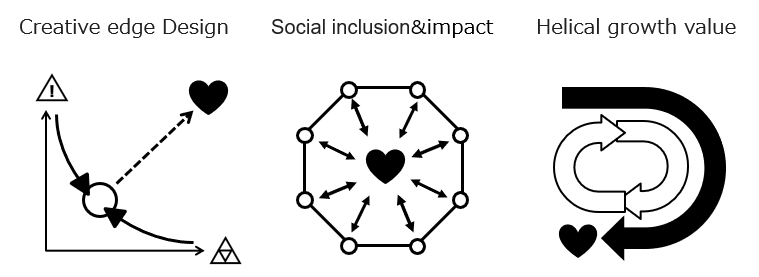 Creative edge Design
Social inclusion&impact
Helical growth value
!